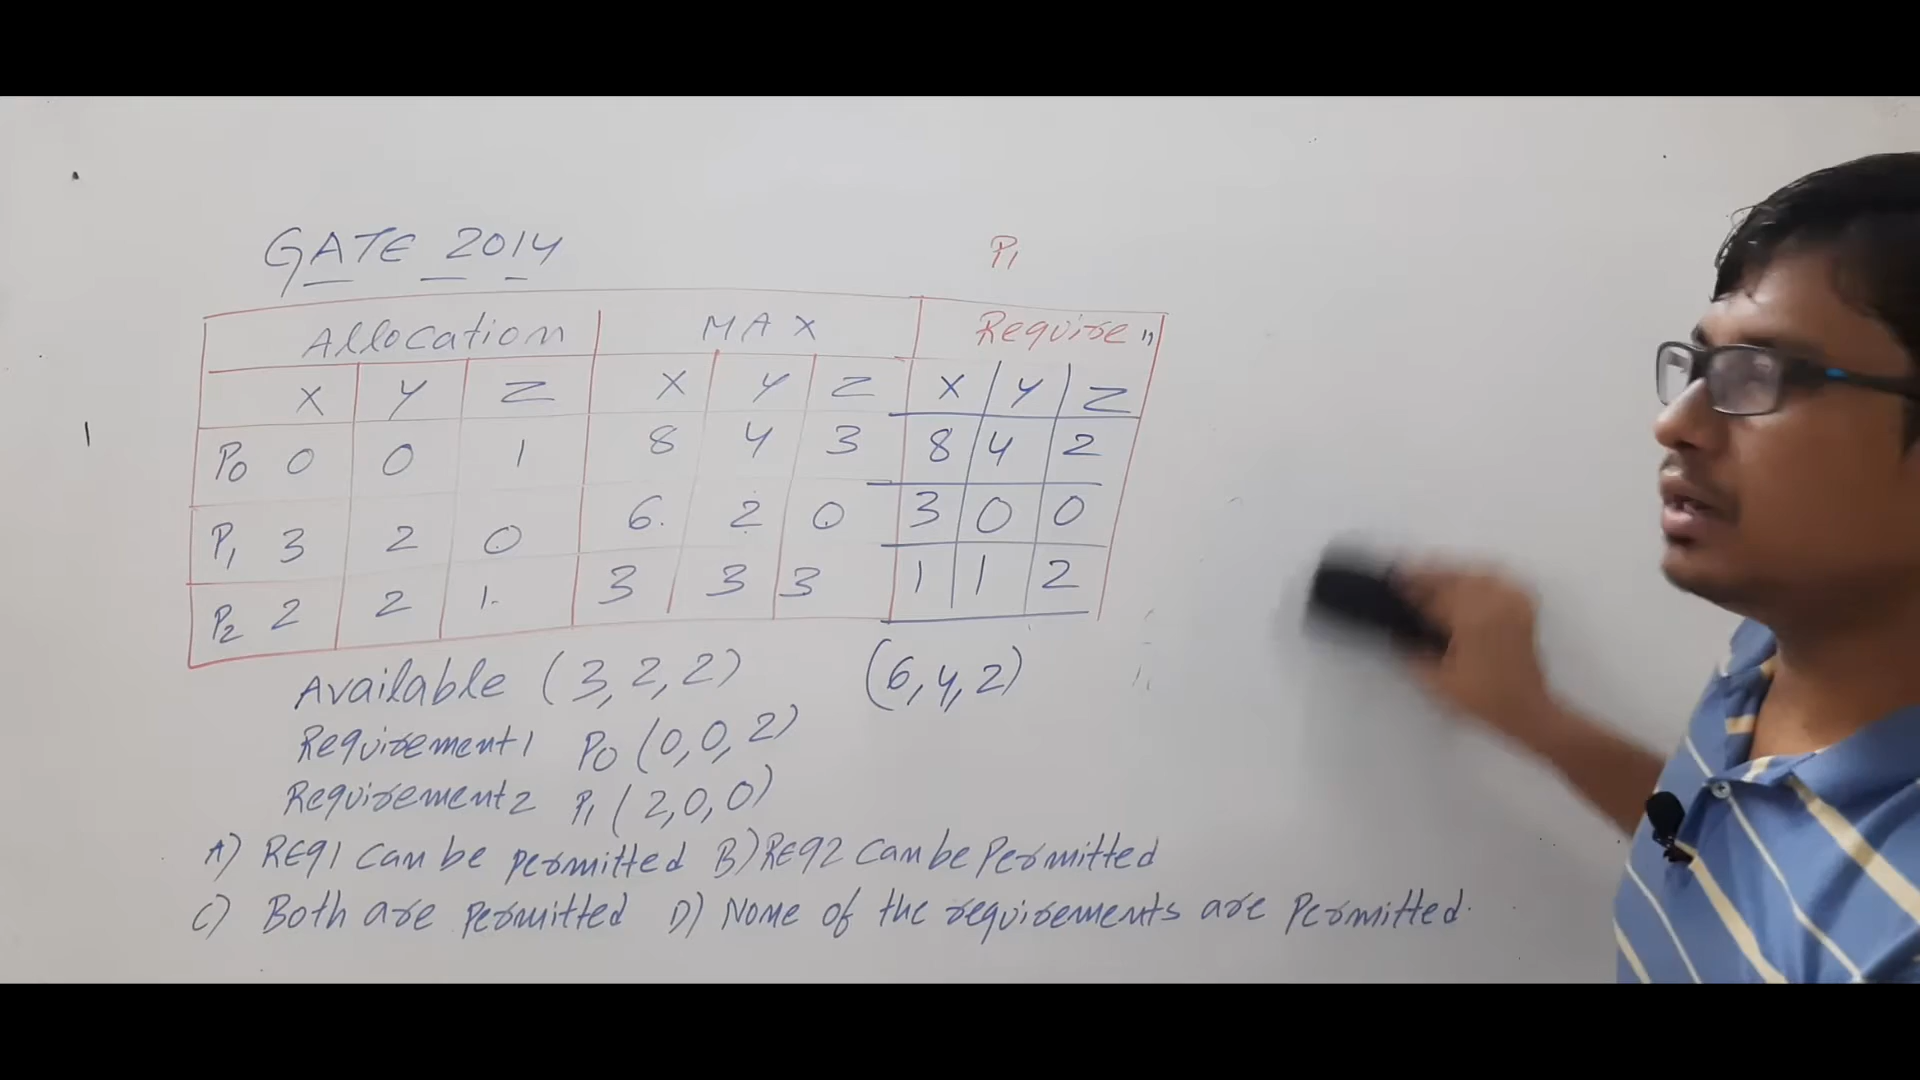 GATE 2014
P1
Allocation MAX Require"
X Y Z X Y Z X Y Z
P0 0 0 1 8 4 3 8 4 2
P1 3 2 0 6. 2 0 3 0 0
P2 2 2 1. 3 3 3 1 1 2
Available (3,2,2) (6,4,2)
Requirement1 P0 (0,0,2)
Requirement2 P1 (2,0,0)
A) REQ1 can be permitted B) REQ2 can be Permitted
C) Both are permitted D) None of the requirements are Permitted.